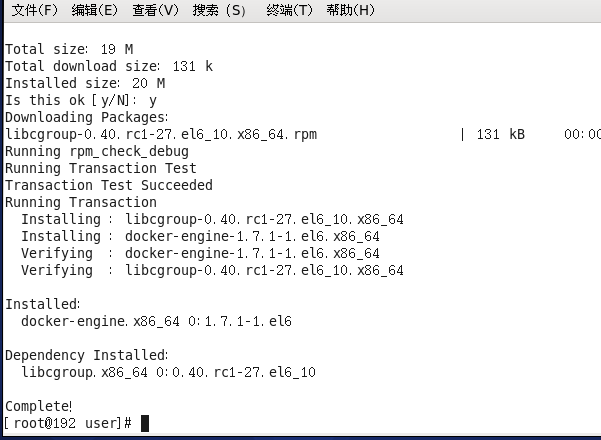 文件(F) 编辑(E) 查看(V) 搜索 (S) 终端(T) 帮助(H)
Total size: 19 M
Total download size: 131 k
Installed size: 20 M
Is this ok [y/N]: y
Downloading Packages:
libcgroup-0.40.rc1-27.el6_10.x86_64.rpm | 131 kB 00:00
Running rpm_check_debug
Running Transaction Test
Transaction Test Succeeded
Running Transaction
Installing : libcgroup-0.40.rc1-27.el6_10.x86_64
Installing : docker-engine-1.7.1-1.el6.x86_64
Verifying : docker-engine-1.7.1-1.el6.x86_64
Verifying : libcgroup-0.40.rc1-27.el6_10.x86_64
Installed:
docker-engine.x86_64 0:1.7.1-1.el6
Dependency Installed:
libcgroup.x86_64 0:0.40.rc1-27.el6_10
Complete!
[root@192 user]#